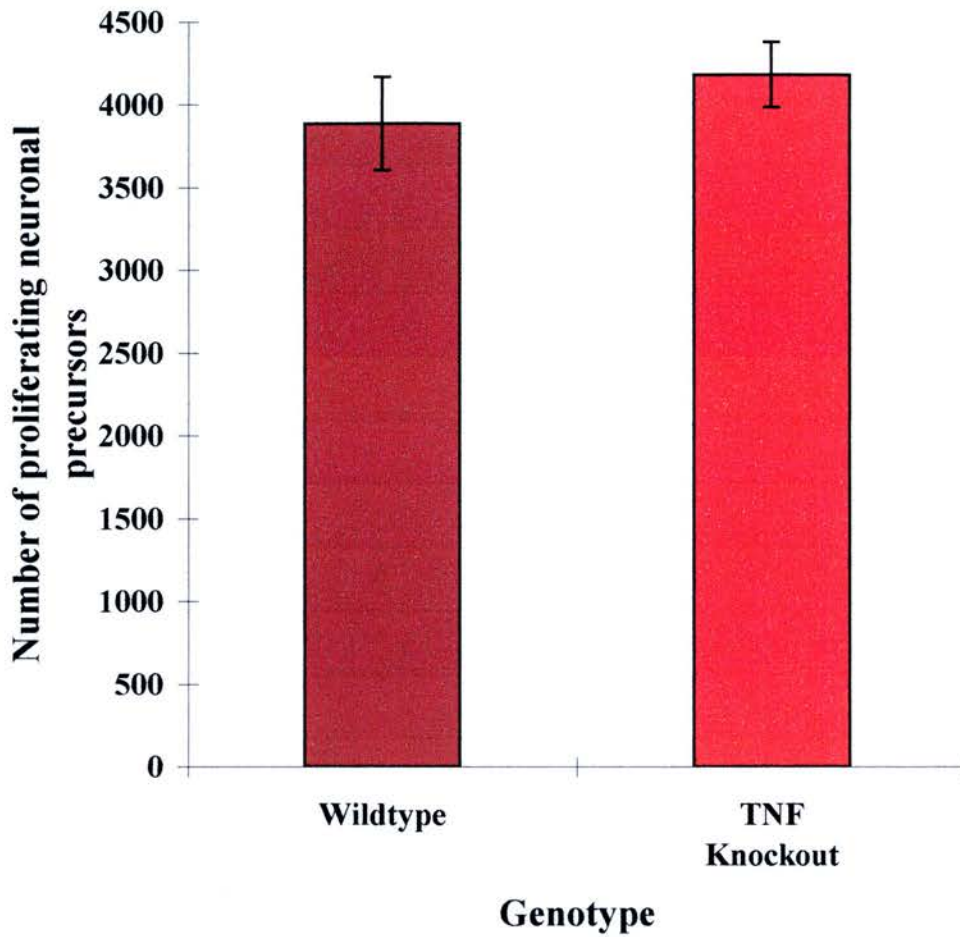 Number of proliferating neuronal
precursors
4500
4000
3500
3000
2500
2000
1500
1000
500
0
Wildtype
TNF
Knockout
Genotype